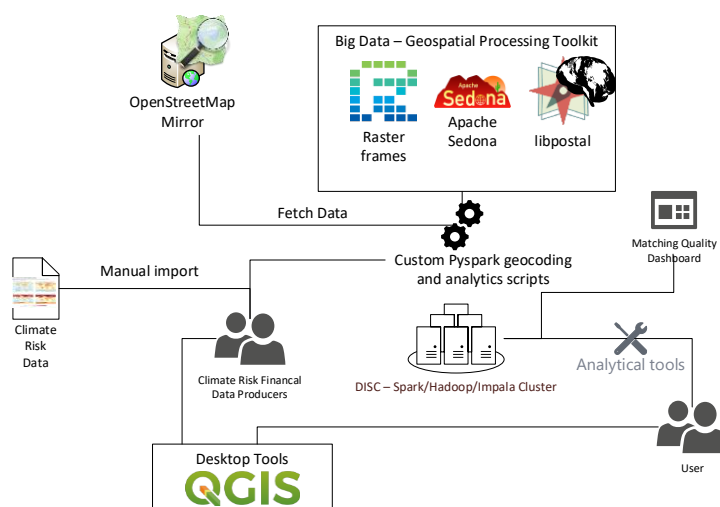 Big Data – Geospatial Processing Toolkit
OpenStreetMap
Mirror
Raster
frames
Apache
Sedona
Apache
Sedona
libpostal
Fetch Data
Matching Quality
Dashboard
Custom Pyspark geocoding
and analytics scripts
Manual import
Climate
Risk
Data
Climate Risk Financal
Data Producers
DISC – Spark/Hadoop/Impala Cluster
Analytical tools
User
Desktop Tools
QGIS